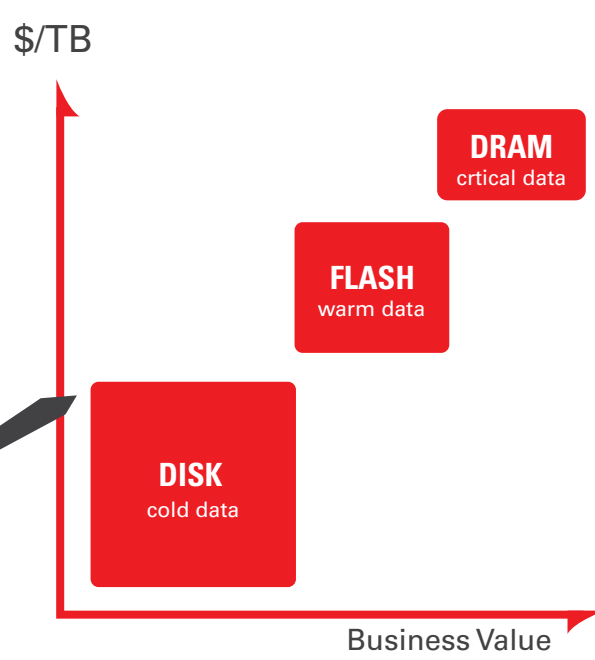 $/TB
DRAM
crtical data
FLASH
warm data
DISK
cold data
Business Value